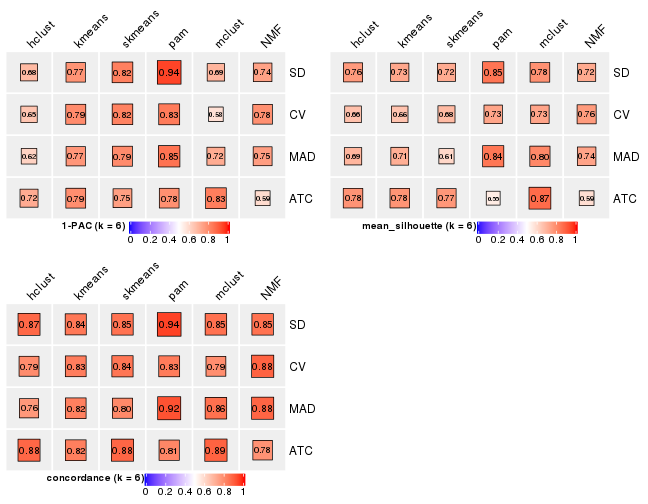 hclust kmeans skmeans pam mclust NMF
0.68 0.77 0.82 0.94 0.69 0.74 SD
0.65 0.79 0.82 0.83 0.58 0.78 CV
0.62 0.77 0.79 0.85 0.72 0.75 MAD
0.72 0.79 0.75 0.78 0.83 0.59 ATC
1-PAC (k = 6)
0 0.2 0.4 0.6 0.8 1
hclust kmeans skmeans pam mclust NMF
0.76 0.73 0.72 0.85 0.78 0.72 SD
0.66 0.66 0.68 0.73 0.73 0.76 CV
0.69 0.71 0.61 0.84 0.80 0.74 MAD
0.78 0.78 0.77 0.55 0.87 0.59 ATC
mean_silhouette (k = 6)
0 0.2 0.4 0.6 0.8 1
hclust kmeans skmeans pam mclust NMF
0.87 0.84 0.85 0.94 0.85 0.85 SD
0.79 0.83 0.84 0.83 0.79 0.88 CV
0.76 0.82 0.80 0.92 0.86 0.88 MAD
0.88 0.82 0.88 0.81 0.89 0.78 ATC
concordance (k = 6)
0 0.2 0.4 0.6 0.8 1